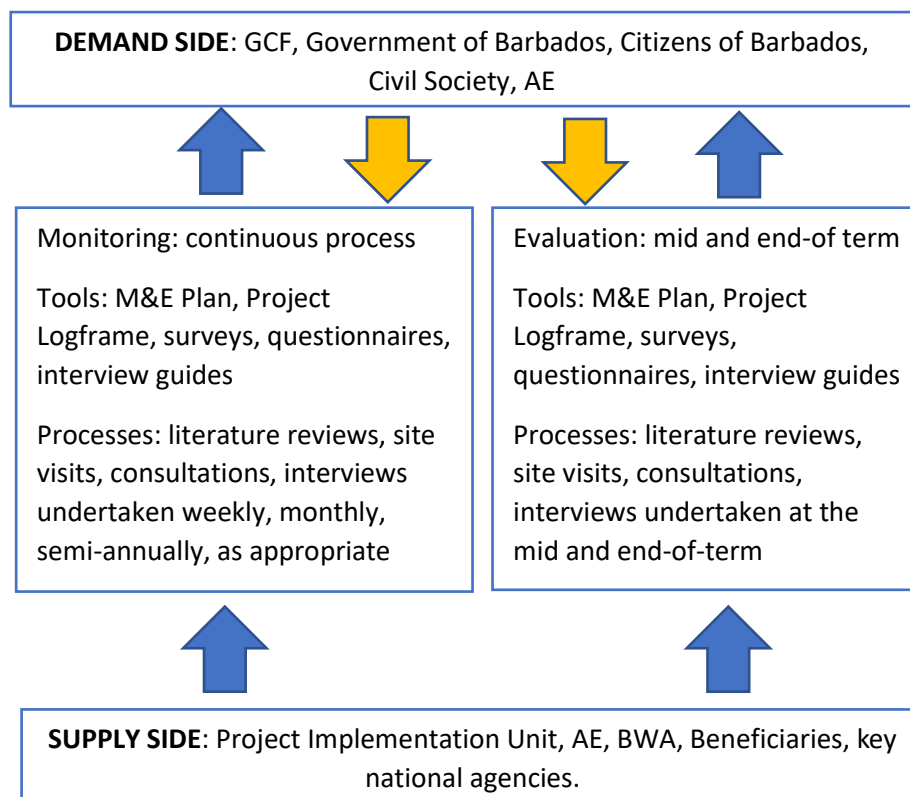 DEMAND SIDE: GCF, Government of Barbados, Citizens of Barbados,
Civil Society, AE
Monitoring: continuous process
Tools: M&E Plan, Project
Logframe, surveys, questionnaires,
interview guides
Processes: literature reviews, site
visits, consultations, interviews
undertaken weekly, monthly,
semi-annually, as appropriate
Evaluation: mid and end-of term
Tools: M&E Plan, Project
Logframe, surveys,
questionnaires, interview guides
Processes: literature reviews,
site visits, consultations,
interviews undertaken at the
mid and end-of-term
SUPPLY SIDE: Project Implementation Unit, AE, BWA, Beneficiaries, key
national agencies.